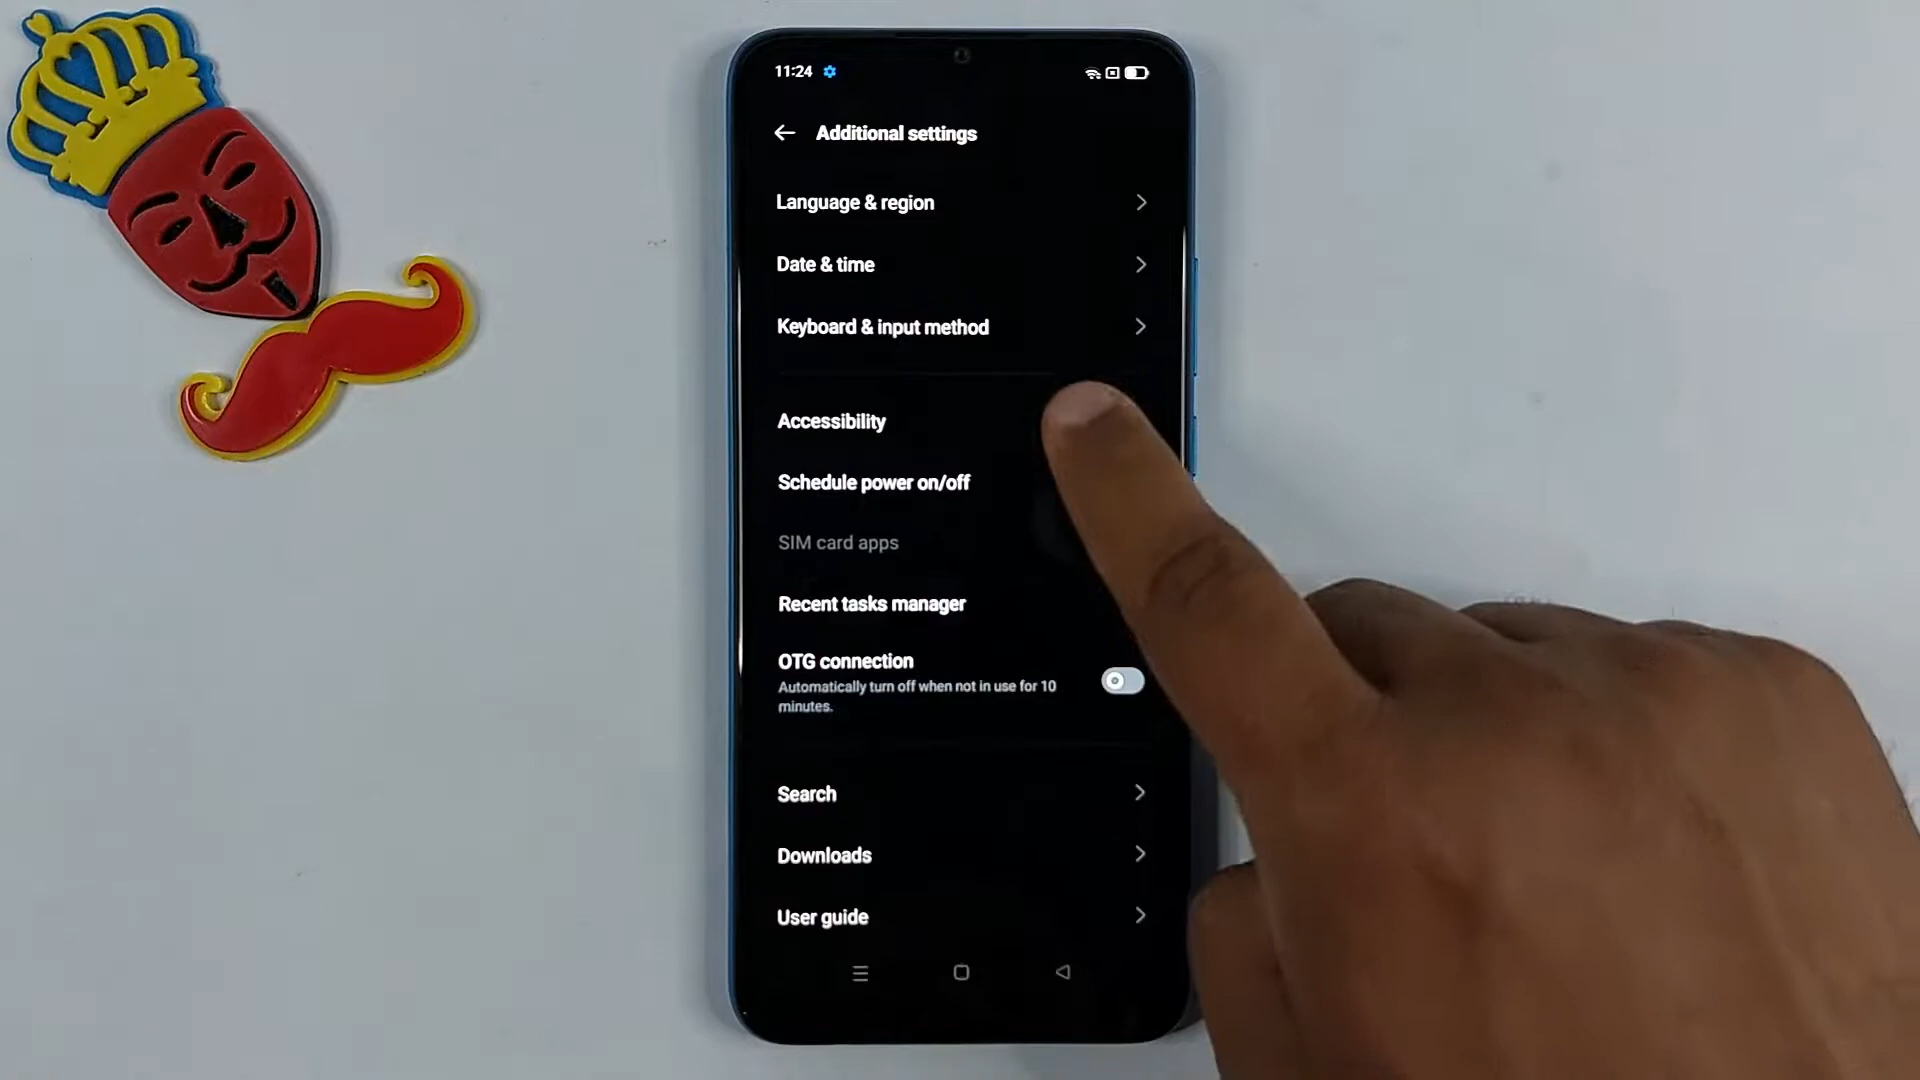 11:24
Additional settings
Language & region
Date & time
Keyboard & input method
Accessibility
Schedule power on/off
SIM card apps
Recent tasks manager
OTG connection
Automatically turn off when not in use for 10
minutes.
Search
Downloads
User guide